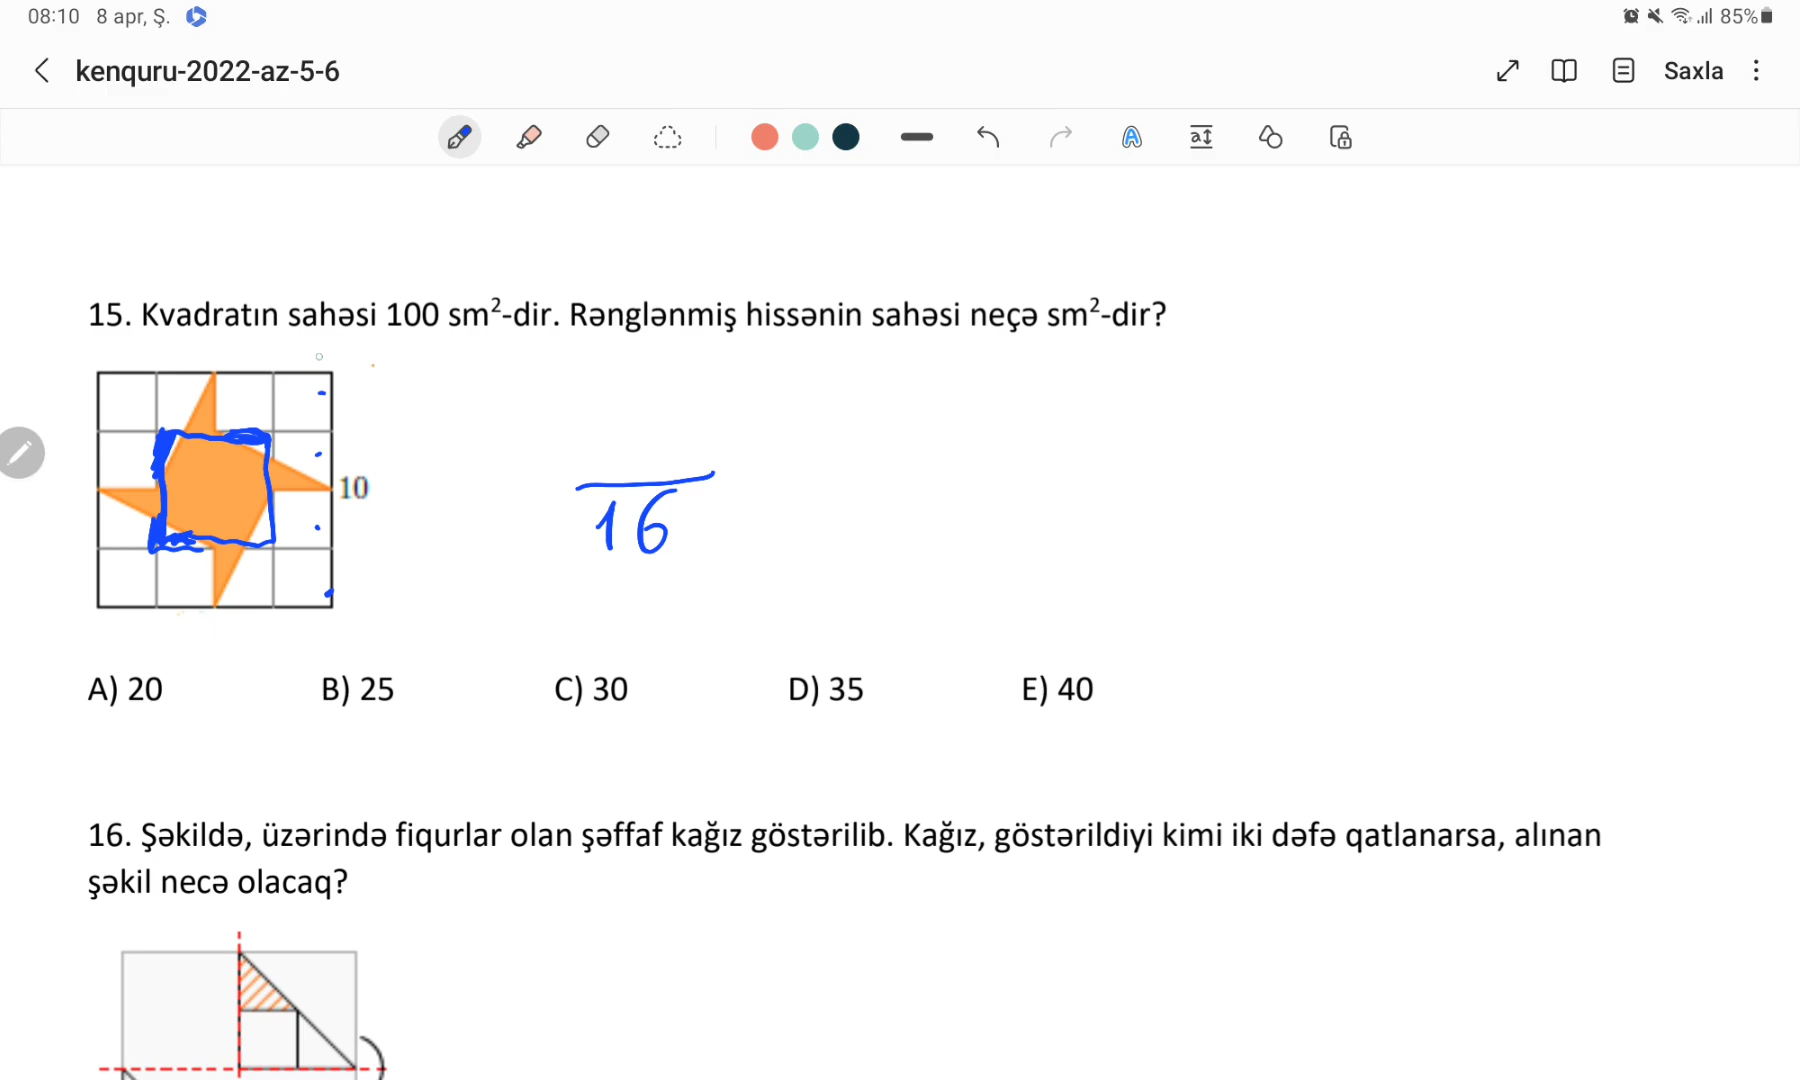 08:10 8 apr, Ş. 85%
kenquru-2022-az-5-6 Saxla
15. Kvadratın sahəsi 100 sm²-dir. Rənglənmiş hissənin sahəsi neçə sm²-dir?
10
16
A) 20 B) 25 C) 30 D) 35 E) 40
16. Şəkildə, üzərində fiqurlar olan şəffaf kağız göstərilib. Kağız, göstərildiyi kimi iki dəfə qatlanarsa, alınan
şəkil necə olacaq?